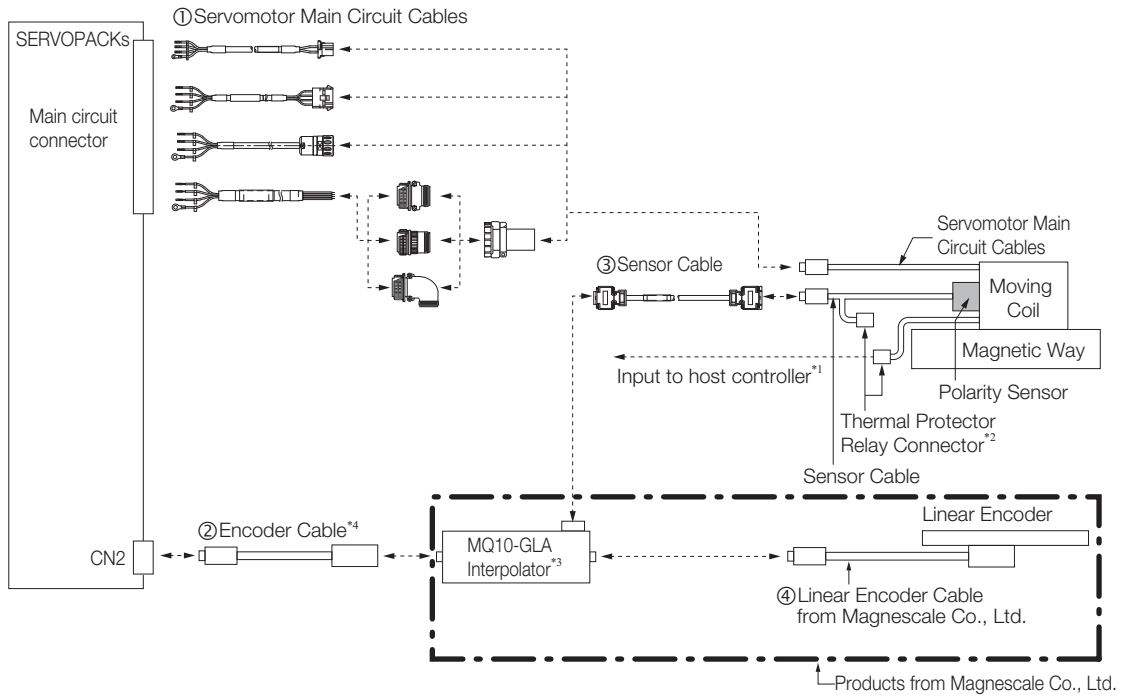 ①Servomotor Main Circuit Cables
SERVOPACKs
Main circuit
connector
Servomotor Main
Circuit Cables
③Sensor Cable
Moving
Coil
Magnetic Way
Input to host controller*1
Polarity Sensor
Thermal Protector
Relay Connector*2
Sensor Cable
Linear Encoder
②Encoder Cable*4
CN2
MQ10-GLA
Interpolator*3
④Linear Encoder Cable
from Magnescale Co., Ltd.
Products from Magnescale Co., Ltd.